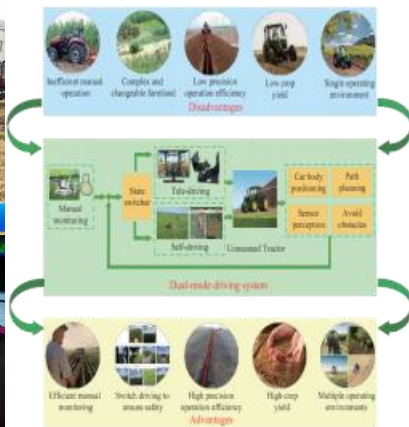 Inefficient manual
operation
Complex and
changeable farmland
Low precision
operation efficiency
Low crop
yield
Single operating
environment
Disadvantages
Manual
monitoring
State
switcher
Tele-driving
Self-driving
Unmanned Tractor
Car body
positioning
Path
planning
Sensor
perception
Avoid
obstacles
Dual-mode driving system
Efficient manual
monitoring
Switch driving to
ensure safety
High precision
operation efficiency
High crop
yield
Multiple operating
environments
Advantages